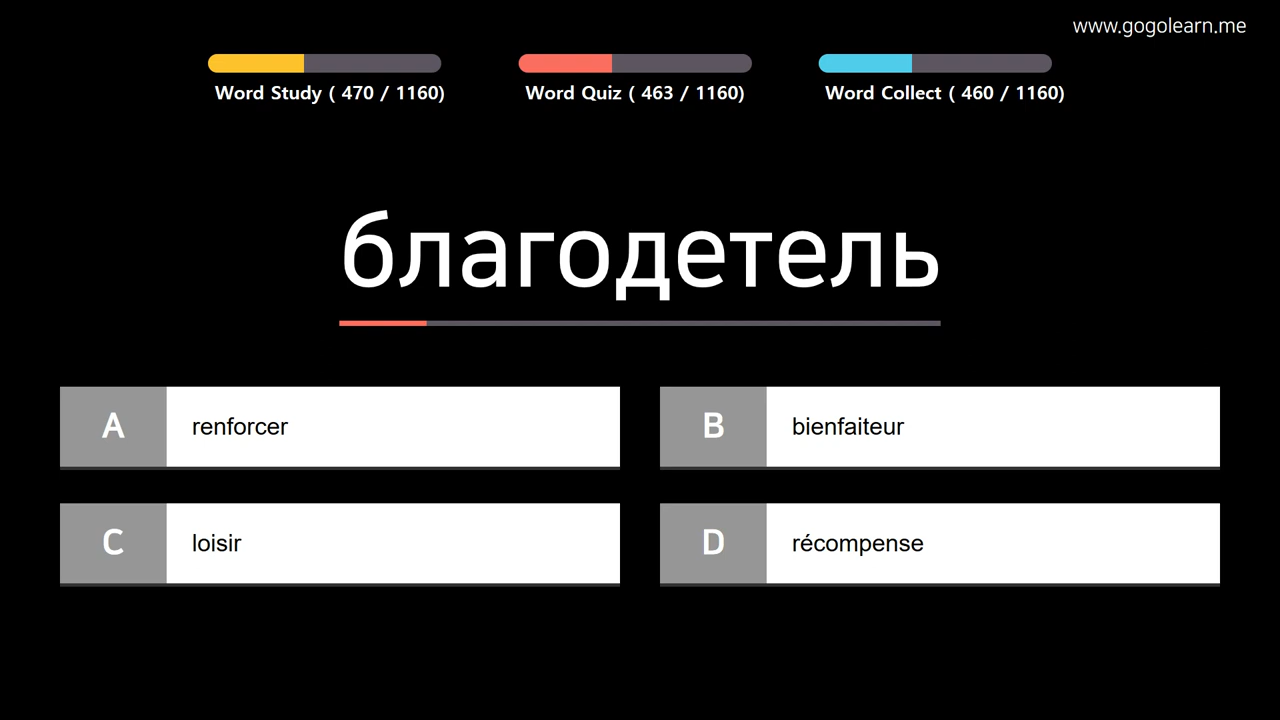 www.gogolearn.me
Word Study ( 470 / 1160)
Word Quiz ( 463 / 1160)
Word Collect ( 460 / 1160)
благодетель
A renforcer
B bienfaiteur
C loisir
D récompense